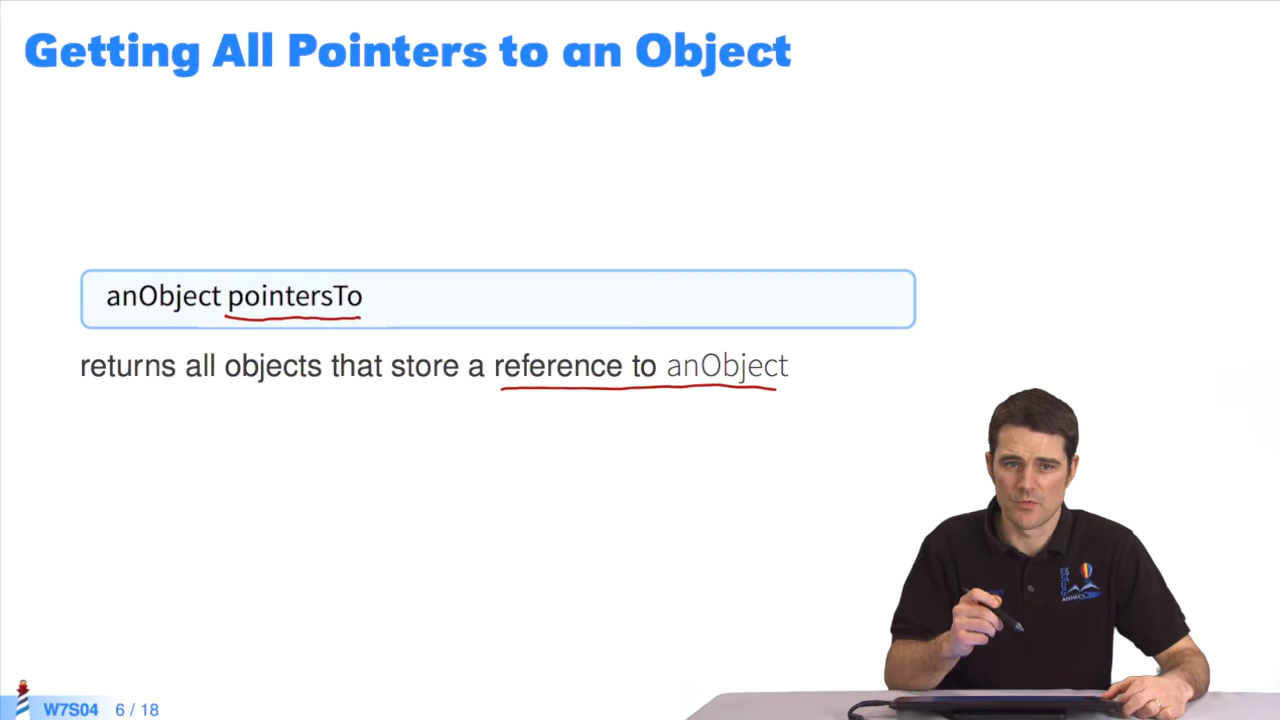 Getting All Pointers to an Object
anObject pointersTo
returns all objects that store a reference to anObject
W7S04 6 / 18